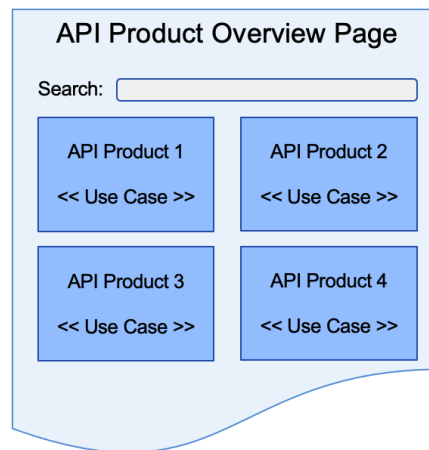 API Product Overview Page
Search:
API Product 1
<< Use Case >>
API Product 2
<< Use Case >>
API Product 3
<< Use Case >>
API Product 4
<< Use Case >>